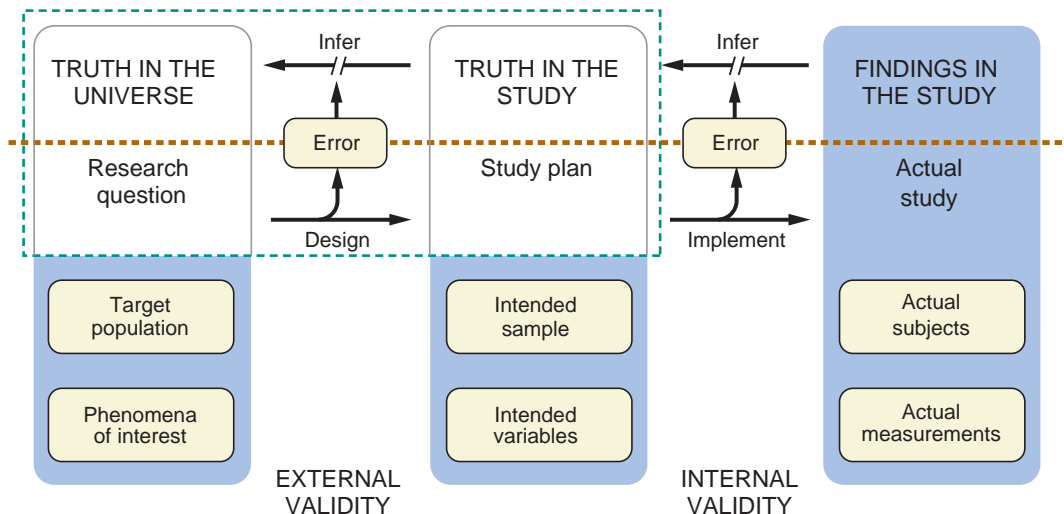 Infer
Infer
TRUTH IN THE
UNIVERSE
TRUTH IN THE
STUDY
FINDINGS IN
THE STUDY
Error
Error
Research
question
Study plan
Actual
study
Design
Implement
Target
population
Intended
sample
Actual
subjects
Phenomena
of interest
Intended
variables
Actual
measurements
EXTERNAL
VALIDITY
INTERNAL
VALIDITY